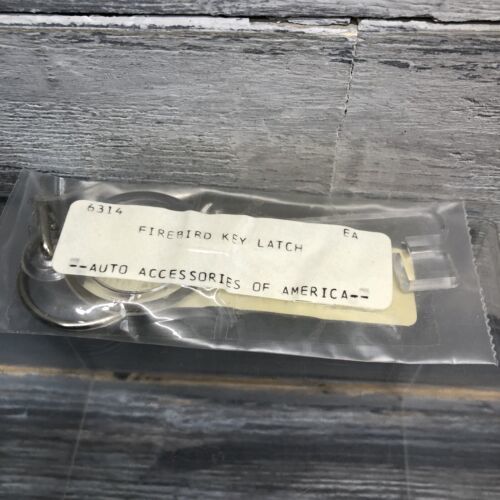 6314 EA
FIREBIRD KEY LATCH
--AUTO ACCESSORIES OF AMERICA--